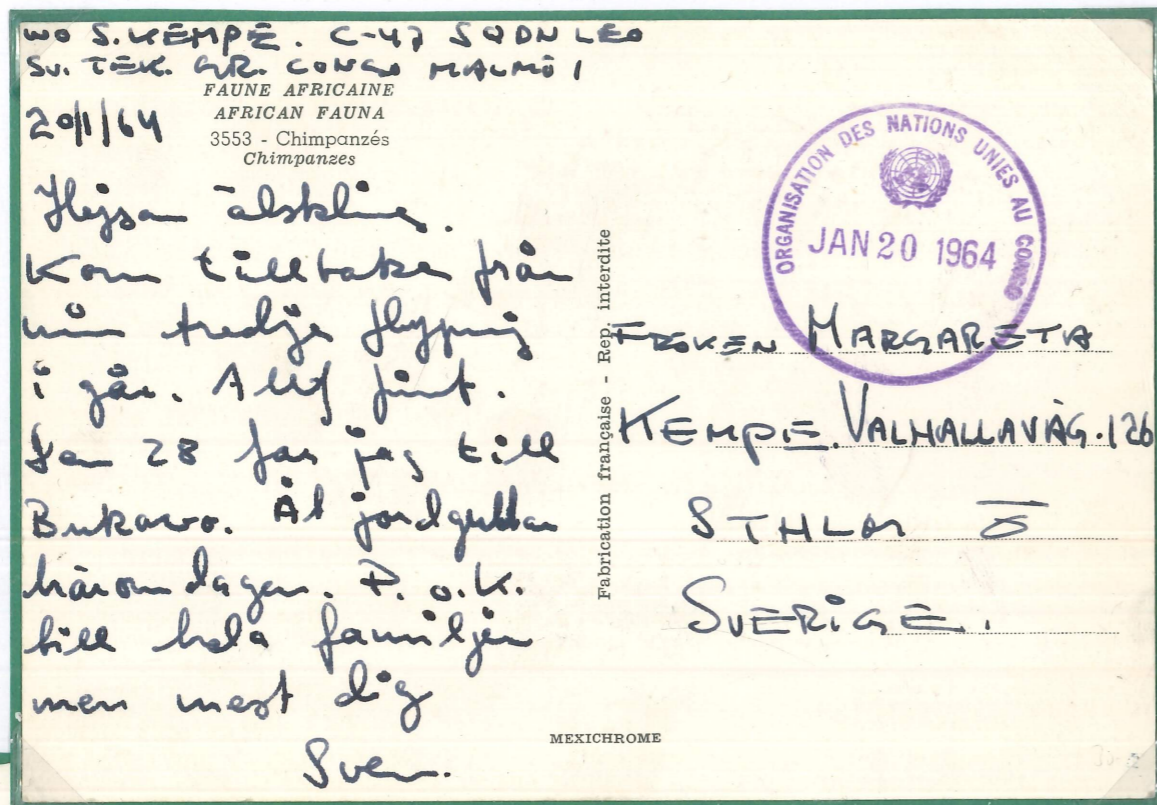 WO S. KEMPE. C-47 SQDN LEO
SV. TEK. GR. CONGO MALMÖ 1
FAUNE AFRICAINE
AFRICAN FAUNA
3553 - Chimpanzés
Chimpanzes
20/1/64
Hejsan älskling.
Kom tillbaka från
min tredje flygning
i går. Allt fint.
Den 28 far jag till
Bukavo. Åt jordgubbar
häromdagen. P.o.K.
till hela familjen
men mest dig
Sven.
Fabrication française - Rep. interdite
MEXICHROME
ORGANISATION DES NATIONS UNIES AU CONGO
JAN 20 1964
FRÖKEN MARGARETA
KEMPE. VALHALLAVÄG. 126
STHLM Ö
SVERIGE.